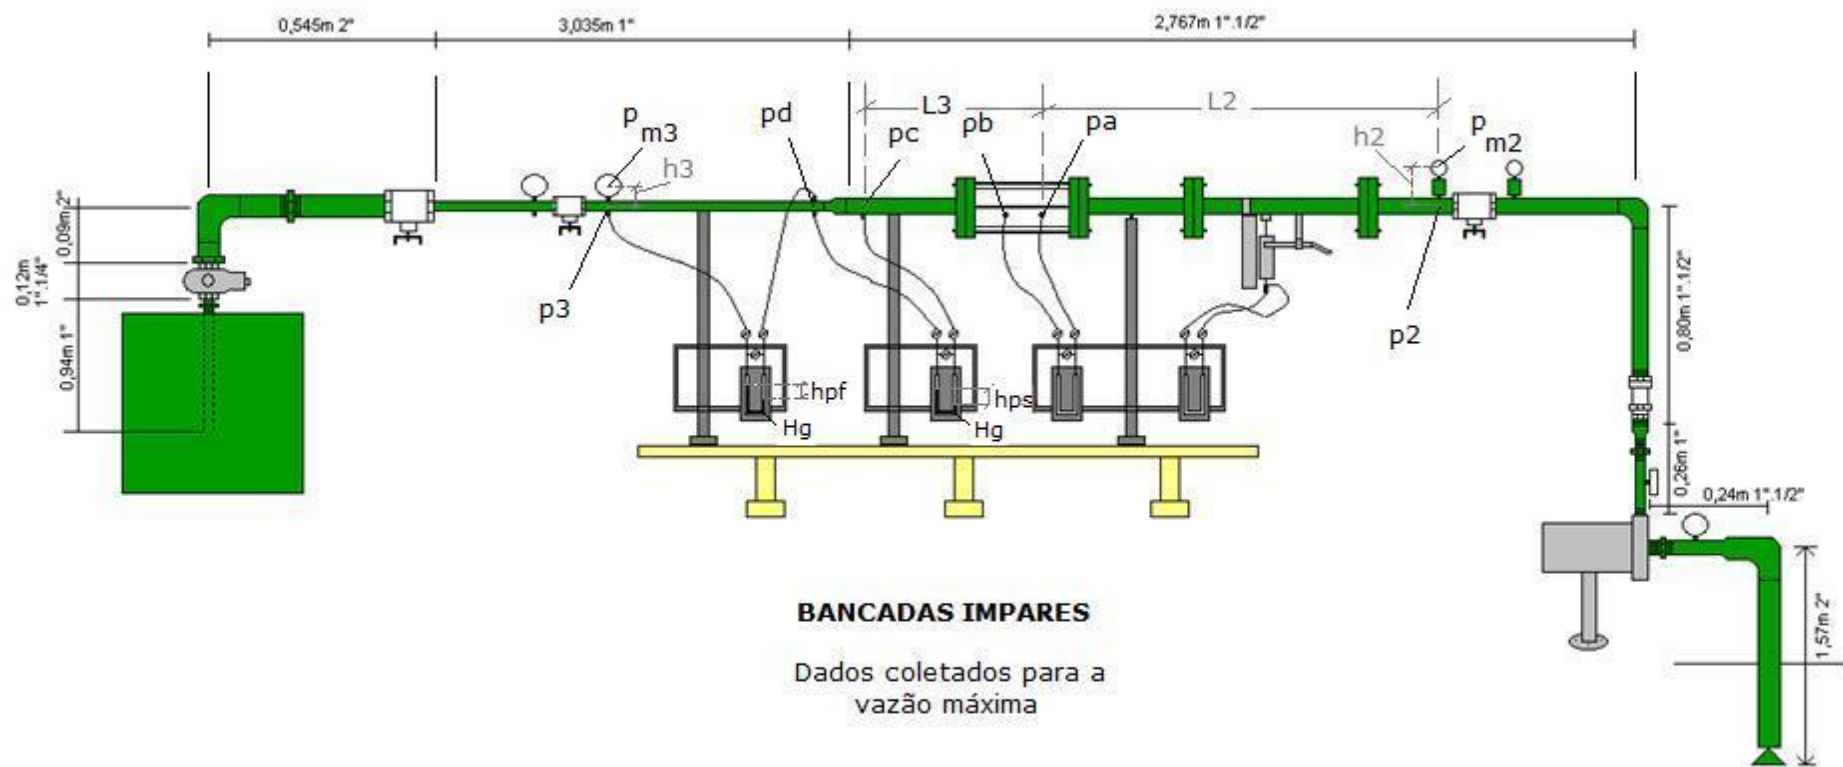 0,545m 2"
3,035m 1"
2,767m 1".1/2"
L3
L2
p
m3
pd
pc
pb
pa
h2
p
m2
h3
0,09m 2"
0,12m
1".1/4"
0,94m 1"
p3
p2
0,80m 1".1/2"
hpf
hps
Hg
Hg
0,26m 1"
0,24m 1".1/2"
1,57m 2"
BANCADAS IMPARES
Dados coletados para a
vazão máxima